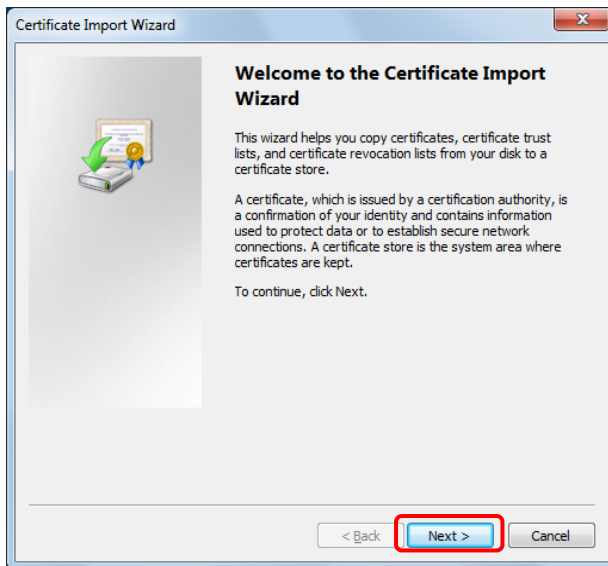 Certificate Import Wizard
Welcome to the Certificate Import
Wizard
This wizard helps you copy certificates, certificate trust
lists, and certificate revocation lists from your disk to a
certificate store.
A certificate, which is issued by a certification authority, is
a confirmation of your identity and contains information
used to protect data or to establish secure network
connections. A certificate store is the system area where
certificates are kept.
To continue, click Next.
< Back
Next >
Cancel